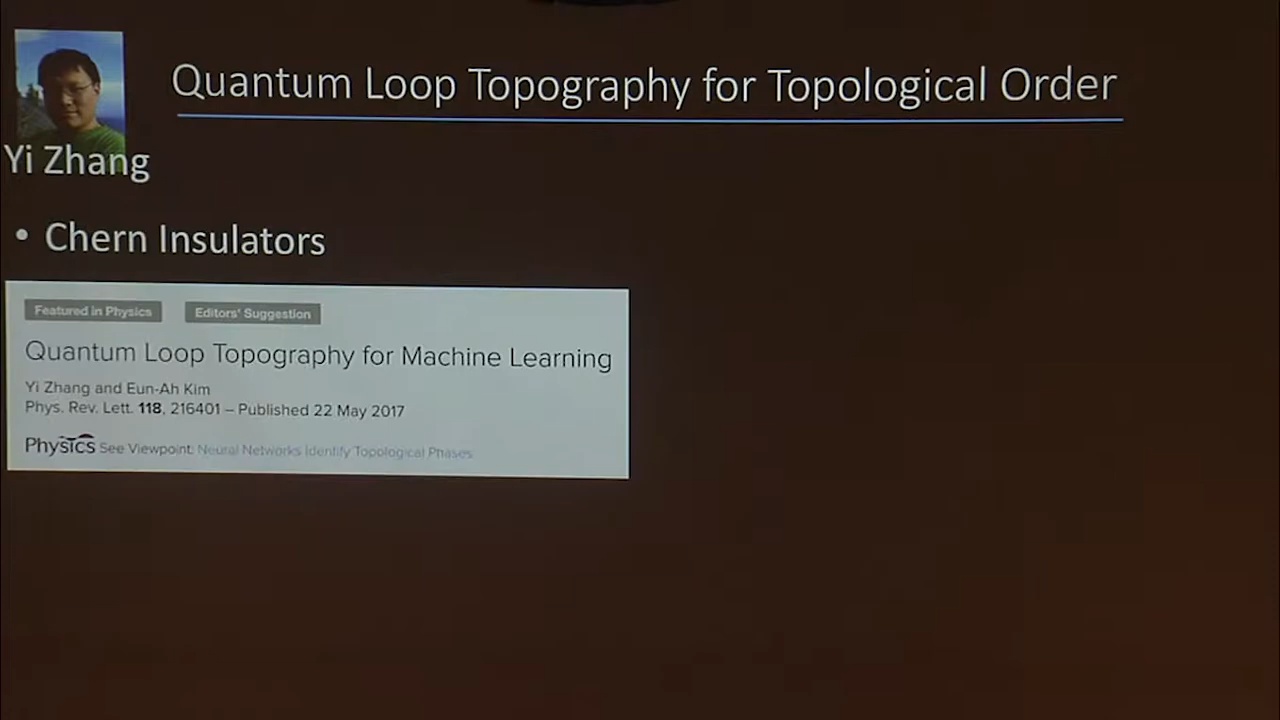 Quantum Loop Topography for Topological Order
Yi Zhang
• Chern Insulators
Featured in Physics
Editors' Suggestion
Quantum Loop Topography for Machine Learning
Yi Zhang and Eun-Ah Kim
Phys. Rev. Lett. 118, 216401 – Published 22 May 2017
Physics See Viewpoint: Neural Networks Identify Topological Phases